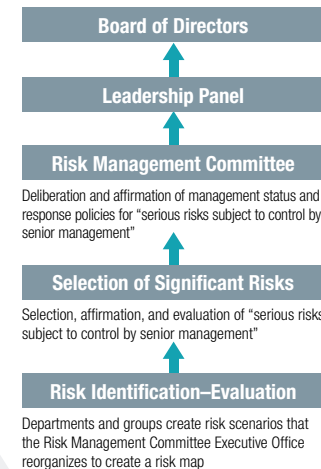 Board of Directors
Leadership Panel
Risk Management Committee
Deliberation and affirmation of management status and
response policies for “serious risks subject to control by
senior management”
Selection of Significant Risks
Selection, affirmation, and evaluation of “serious risks
subject to control by senior management”
Risk Identification–Evaluation
Departments and groups create risk scenarios that
the Risk Management Committee Executive Office
reorganizes to create a risk map